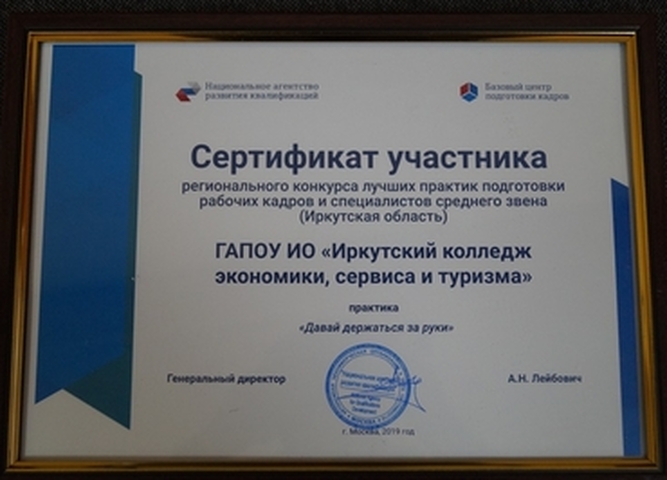 Национальное агентство
развития квалификаций
Базовый центр
подготовки кадров
Сертификат участника
регионального конкурса лучших практик подготовки
рабочих кадров и специалистов среднего звена
(Иркутская область)
ГАПОУ ИО «Иркутский колледж
экономики, сервиса и туризма»
практика
«Давай держаться за руки»
Генеральный директор
А.Н. Лейбович
г. Москва, 2019 год